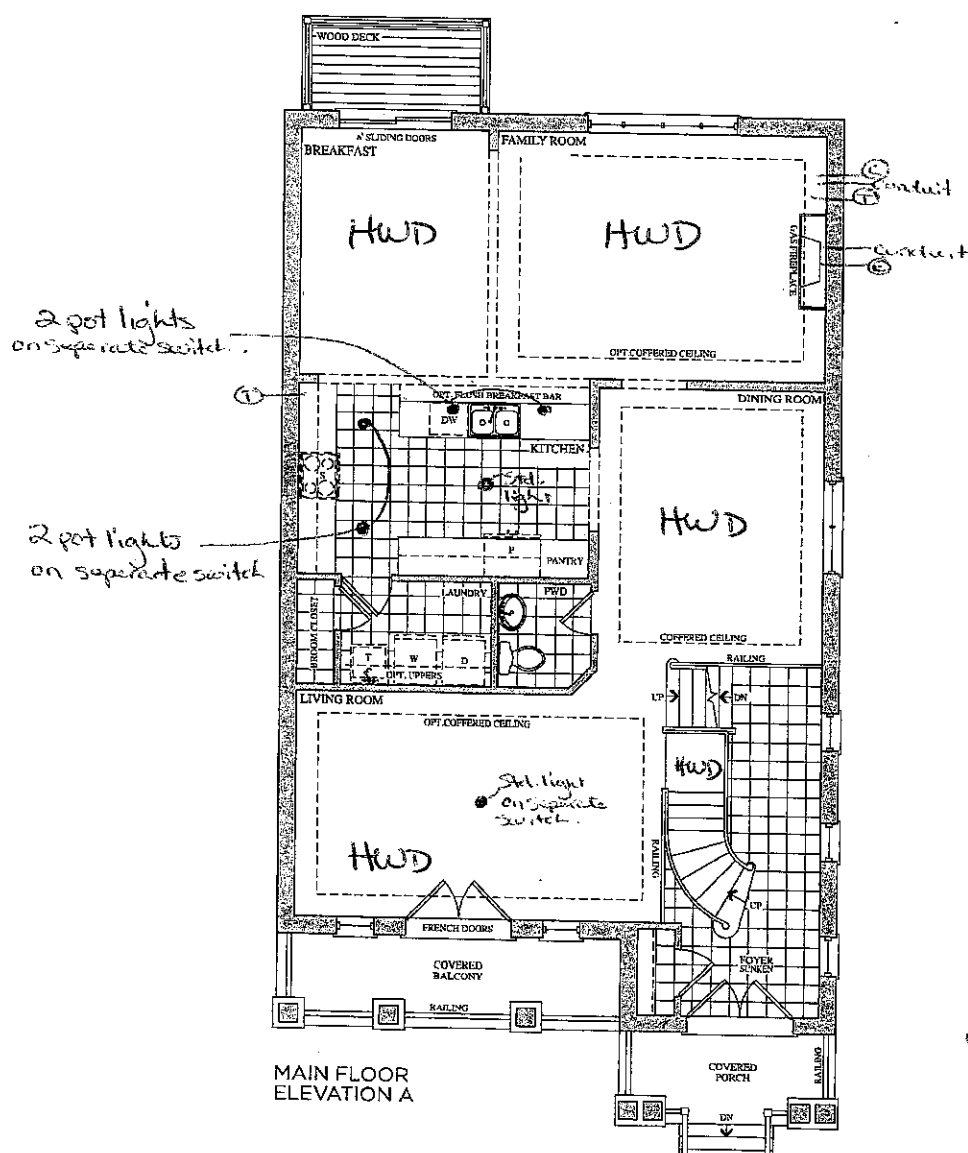 WOOD DECK
SLIDING DOORS
BREAKFAST
FAMILY ROOM
HWD
HWD
C
Conduit
T
GAS FIREPLACE
conduit
2 pot lights
on separate switch.
OPT. COFFERED CEILING
T
OPT. FLUSH BREAKFAST BAR
DINING ROOM
DW
KITCHEN
Std.
light
HWD
2 pot lights
on seperarte switch
PANTRY
LAUNDRY
PWD
BROOM CLOSET
T
W
D
OPT. UPPERS
COFFERED CEILING
RAILING
UP
DN
LIVING ROOM
OPT. COFFERED CEILING
HWD
Std. light
on separate
switch.
HWD
RAILING
UP
FRENCH DOORS
FOYER
SUNKEN
COVERED
BALCONY
RAILING
MAIN FLOOR
ELEVATION A
COVERED
PORCH
RAILING
DN